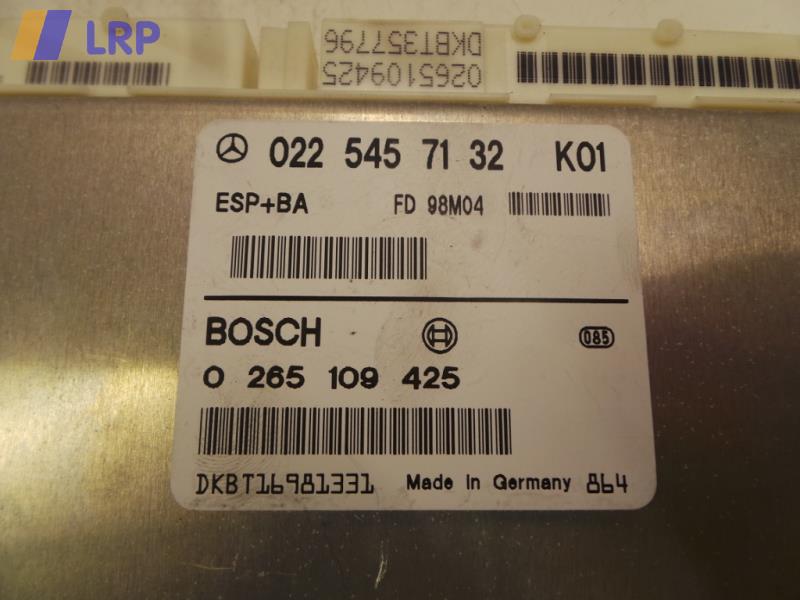 LRP
DKBT357796
0265109425
022 545 71 32 K01
ESP+BA FD 98M04
BOSCH
085
0 265 109 425
DKBT16981331 Made in Germany 864